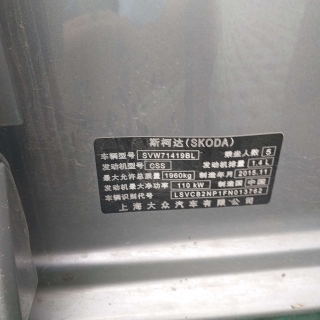 斯柯达(SKODA)
车辆型号 SVW71419BL 乘坐人数 5
发动机型号 CSS 发动机排量 1.4 L
最大允许总质量 1960kg 制造年月 2015.11
发动机最大净功率 110 kW 制造国 中国
车辆识别代号 LSVCB2NP1FN013762
上海大众汽车有限公司